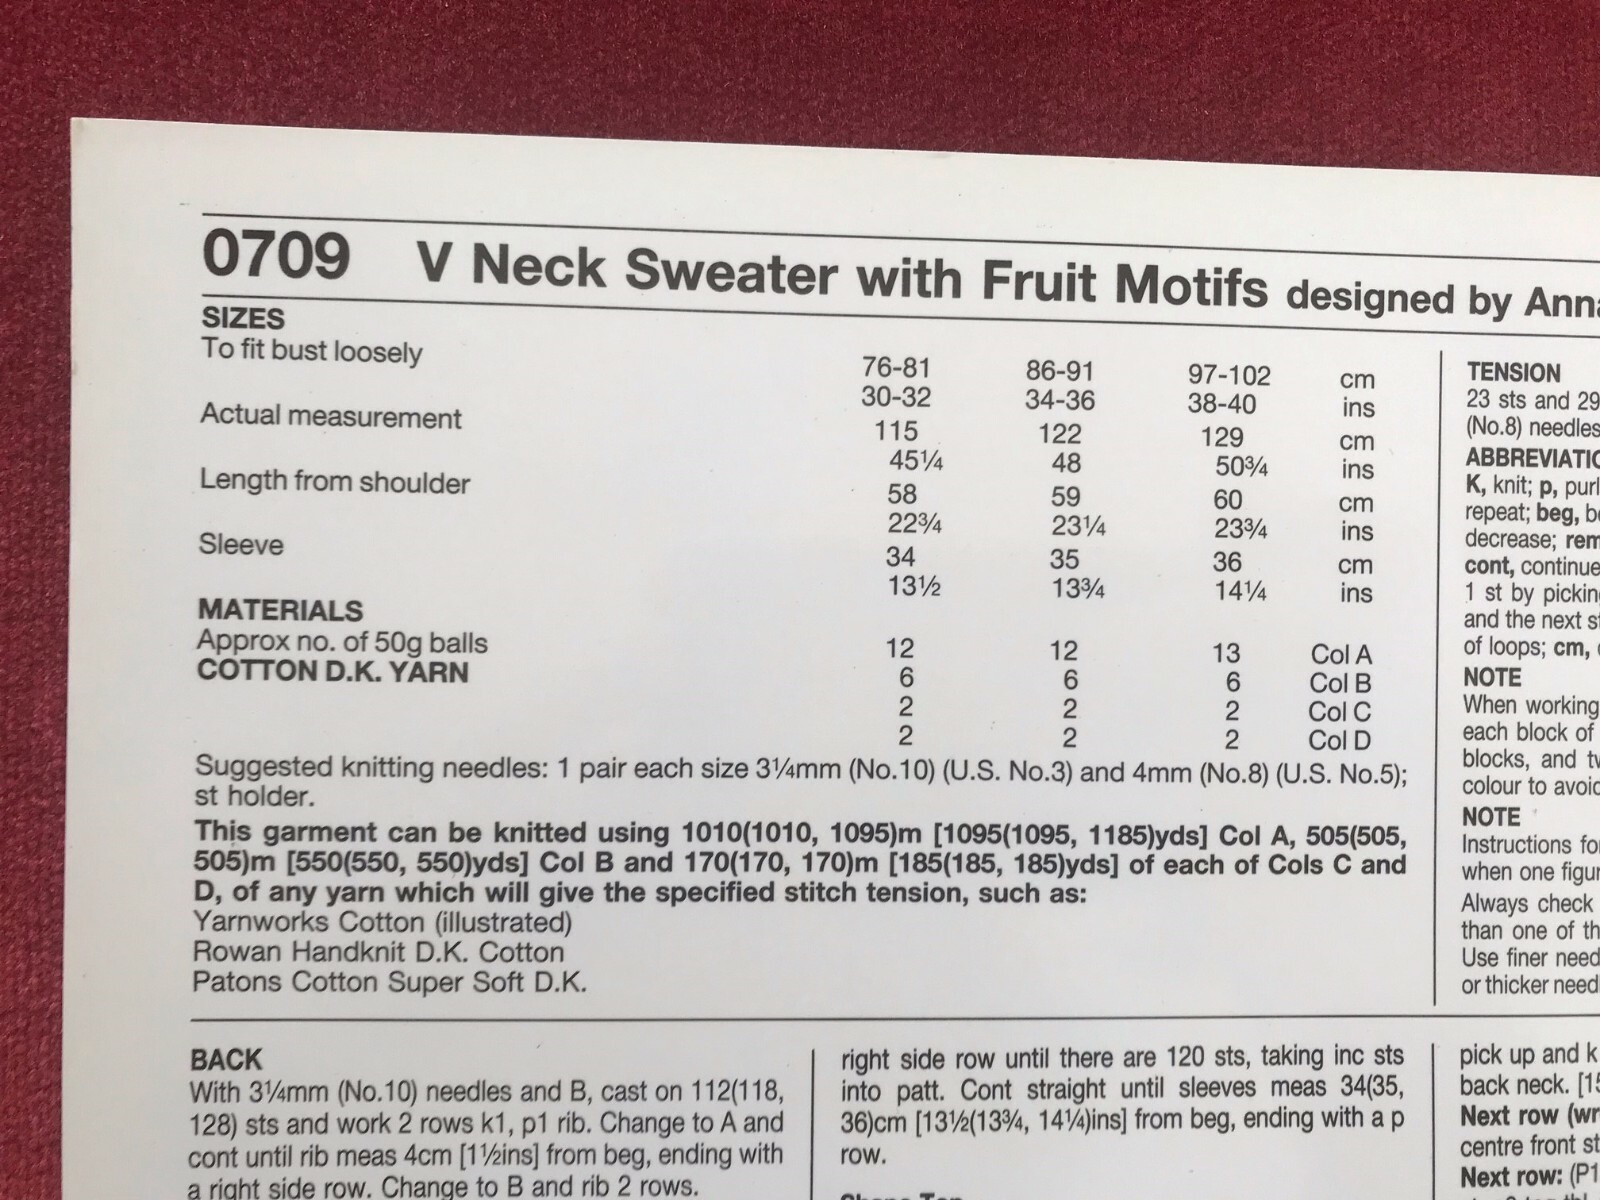 0709 V Neck Sweater with Fruit Motifs designed by
SIZES
To fit bust loosely 76-81 86-91 97-102 cm
30-32 34-36 38-40 ins
Actual measurement 115 122 129 cm
45¼ 48 50¾ ins
Length from shoulder 58 59 60 cm
22¾ 23¼ 23¾ ins
Sleeve 34 35 36 cm
13½ 13¾ 14¼ ins
MATERIALS
Approx no. of 50g balls 12 12 13 Col A
COTTON D.K. YARN 6 6 6 Col B
2 2 2 Col C
2 2 2 Col D
Suggested knitting needles: 1 pair each size 3¼mm (No.10) (U.S. No.3) and 4mm (No.8) (U.S. No.5);
st holder.
This garment can be knitted using 1010(1010, 1095)m [1095(1095, 1185)yds] Col A, 505(505,
505)m [550(550, 550)yds] Col B and 170(170, 170)m [185(185, 185)yds] of each of Cols C and
D, of any yarn which will give the specified stitch tension, such as:
Yarnworks Cotton (illustrated)
Rowan Handknit D.K. Cotton
Patons Cotton Super Soft D.K.
TENSION
23 sts and 29
(No.8) needles
K, knit; p, purl
repeat; beg,
decrease; rem
cont, continue
1 st by
and the next
of loops; cm,
NOTE
When working
each block of
blocks, and
colour to
NOTE
Instructions
when one
Always check
than one of
Use finer
or thicker
BACK
With 3¼mm (No.10) needles and B, cast on 112(118,
128) sts and work 2 rows k1, p1 rib. Change to A and
cont until rib meas 4cm [1½ins] from beg, ending with
a right side row. Change to B and rib 2 rows.
right side row until there are 120 sts, taking inc sts
into patt. Cont straight until sleeves meas 34(35,
36)cm [13½(13¾, 14¼)ins] from beg, ending with a p
row.
pick up and k
back neck.
Next row
centre front
Next row: (P1